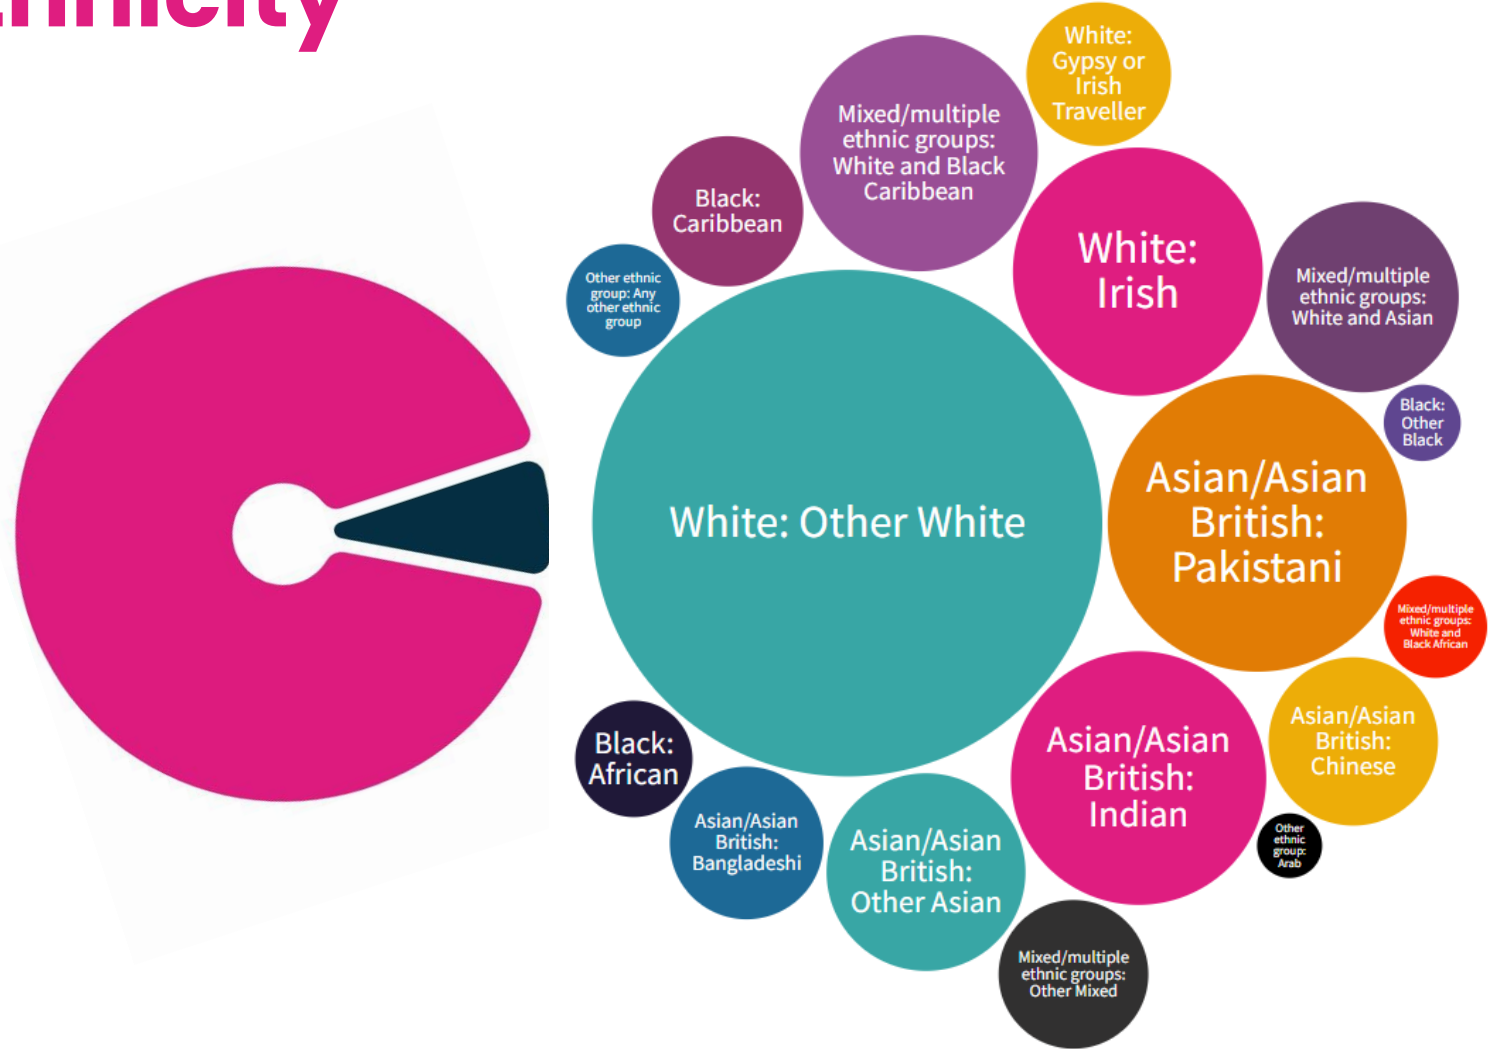 White:
Gypsy or
Irish
Traveller
Mixed/multiple
ethnic groups:
White and Black
Caribbean
Black:
Caribbean
White:
Irish
Mixed/multiple
ethnic groups:
White and Asian
Other ethnic
group: Any
other ethnic
group
Black:
Other
Black
White: Other White
Asian/Asian
British:
Pakistani
Mixed/multiple
ethnic groups:
White and
Black African
Black:
African
Asian/Asian
British:
Indian
Asian/Asian
British:
Chinese
Asian/Asian
British:
Bangladeshi
Asian/Asian
British:
Other Asian
Other
ethnic
group:
Arab
Mixed/multiple
ethnic groups:
Other Mixed